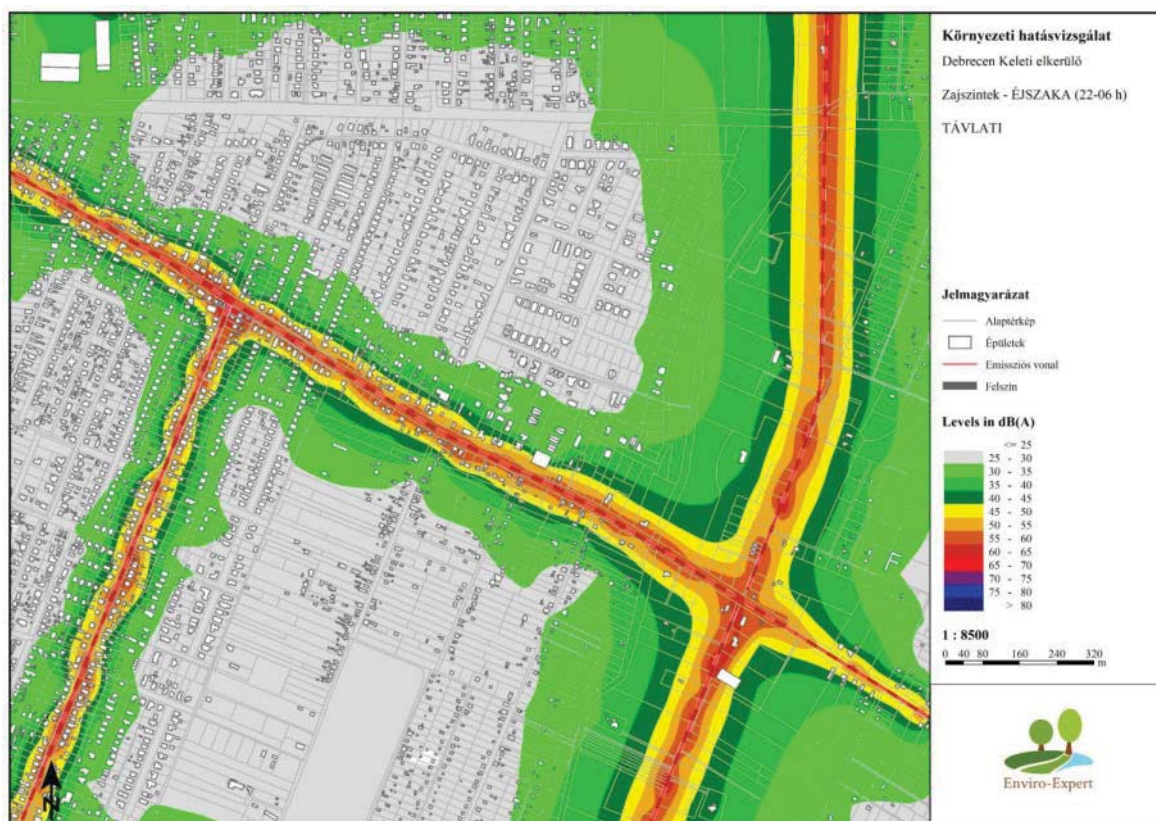 Környezeti hatásvizsgálat
Debrecen Keleti elkerülő
Zajszintek - ÉJSZAKA (22-06 h)
TÁVLATI
Jelmagyarázat
Alaptérkép
Épületek
Emissziós vonal
Felszín
Levels in dB(A)
<= 25
25 - 30
30 - 35
35 - 40
40 - 45
45 - 50
50 - 55
55 - 60
60 - 65
65 - 70
70 - 75
75 - 80
> 80
1 : 8500
0 40 80 160 240 320
m
Enviro-Expert